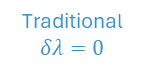 Traditional
δλ = 0